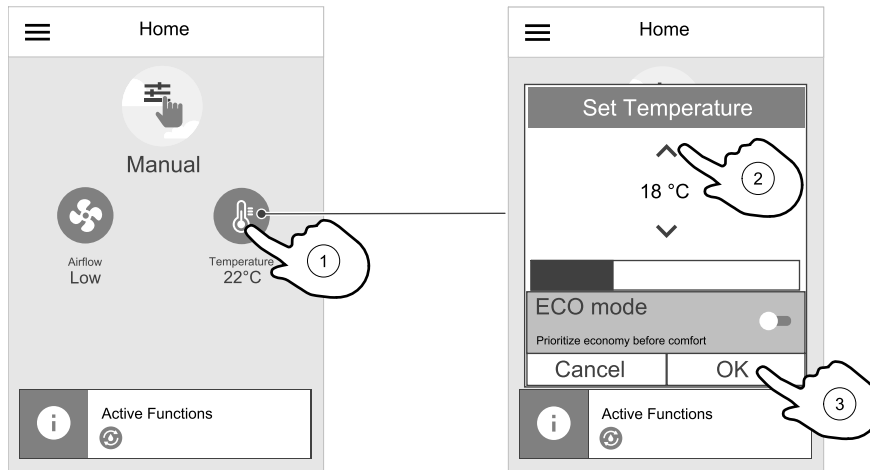 Home
Manual
Airflow
Low
Temperature
22°C
1
Active Functions
Home
Set Temperature
18 °C
2
ECO mode
Prioritize economy before comfort
Cancel
OK
3
Active Functions